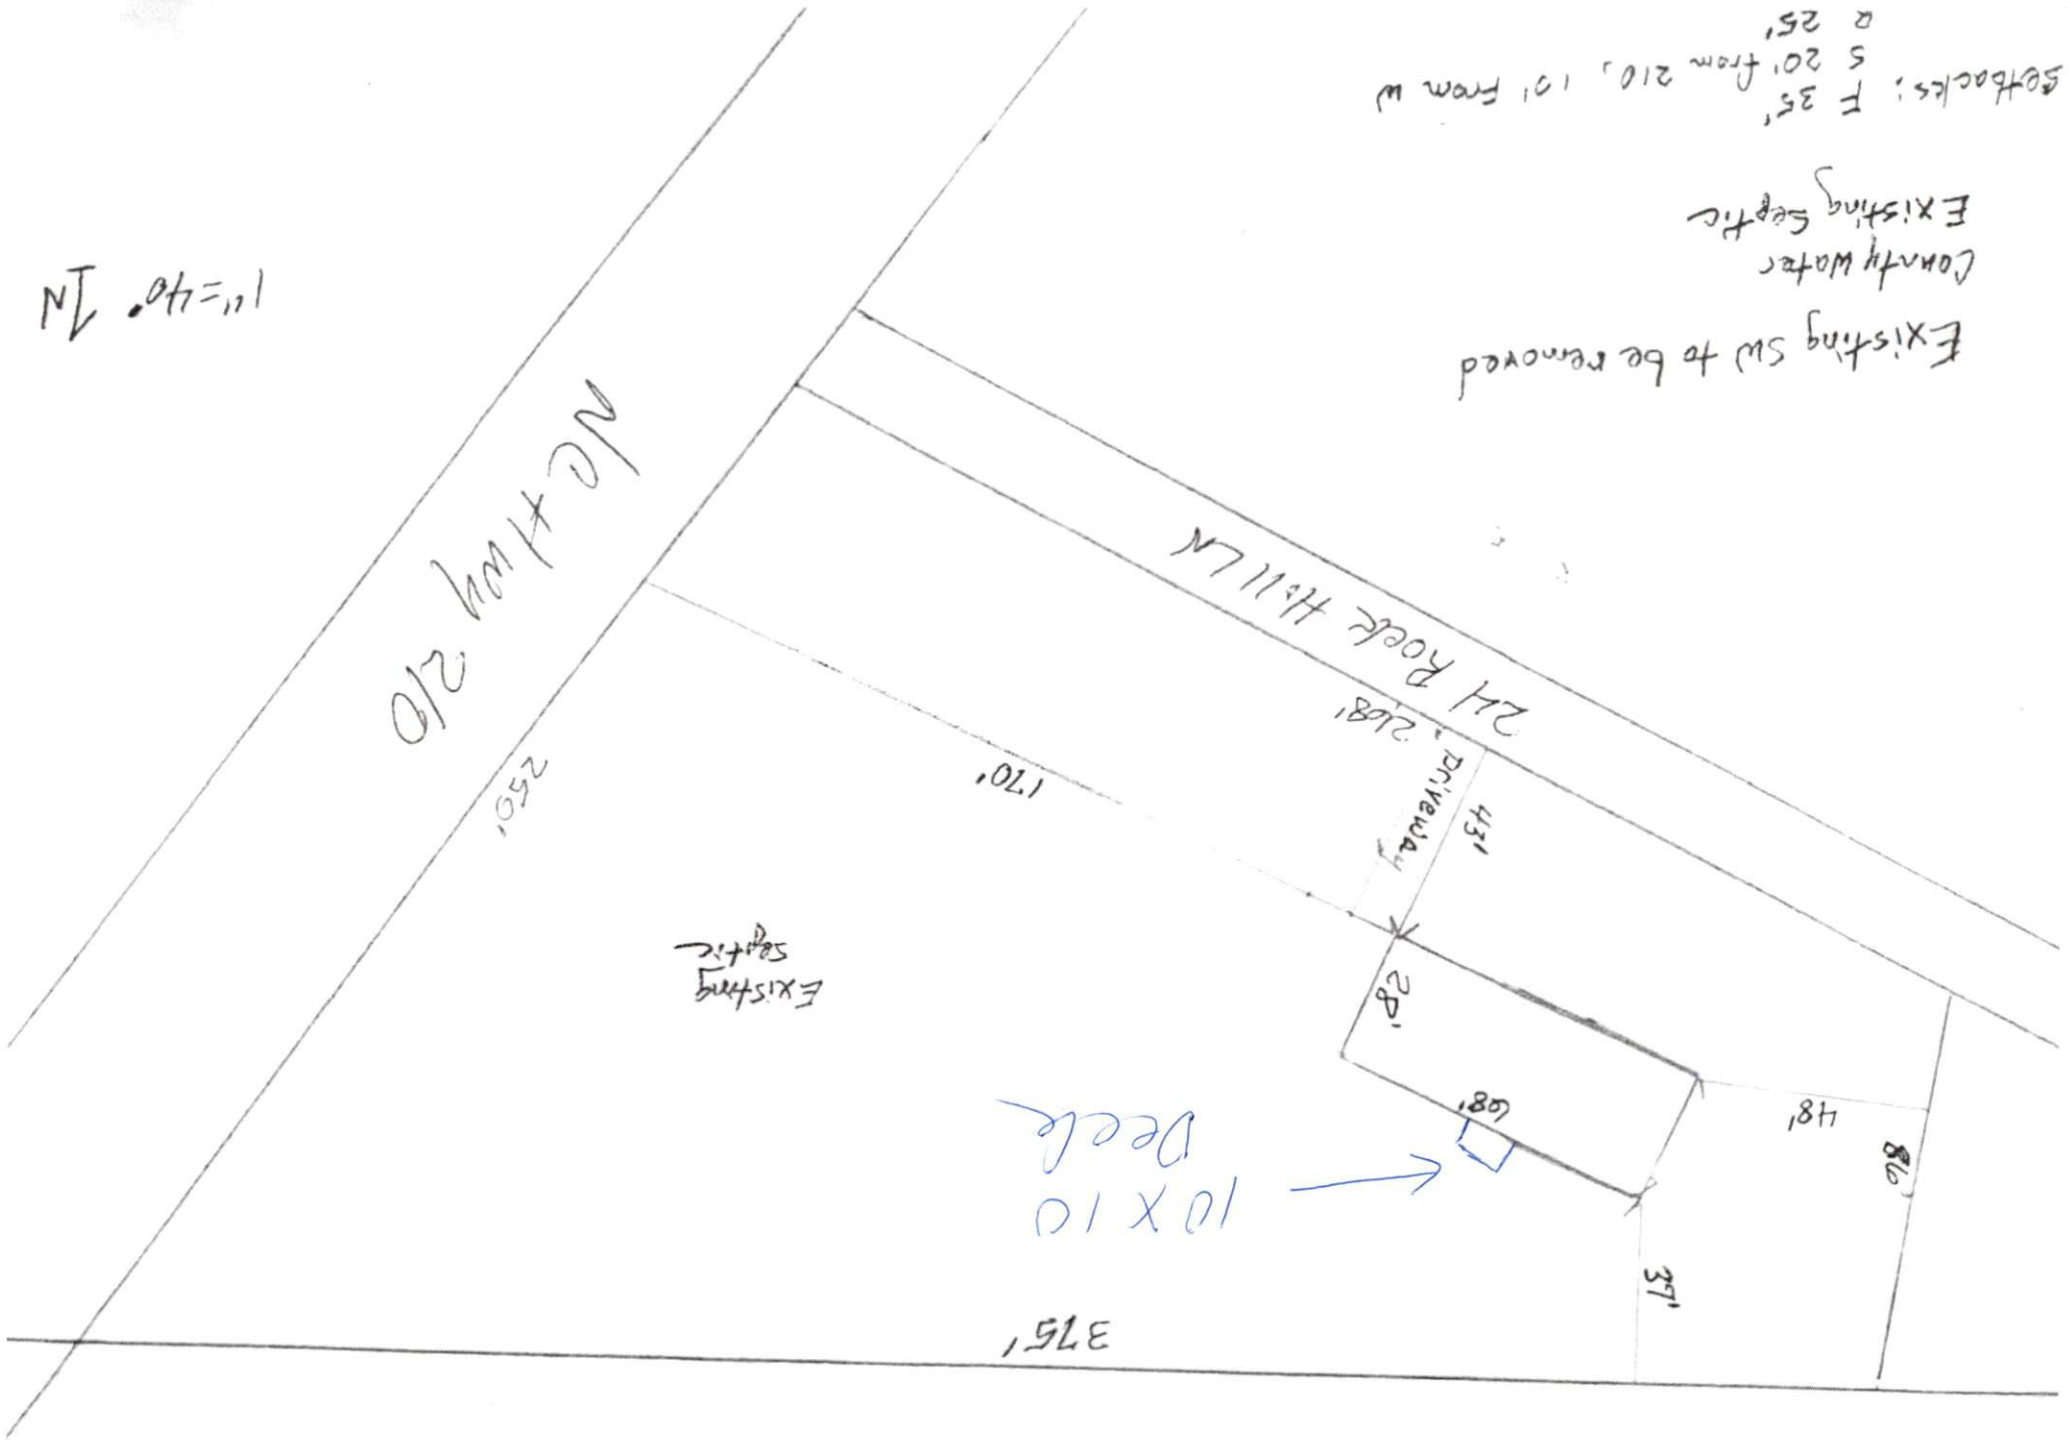 375'
37'
10 X 10
Deck
86'
48'
68'
28'
Existing
Septic
43'
Driveway
170'
250'
268'
24 Rock Hill LN
NC Hwy 210
Existing SW to be removed
County Water
Existing Septic
1"=40' N
Setbacks: F 35'
S 20' from 210, 10' From W
R 25'